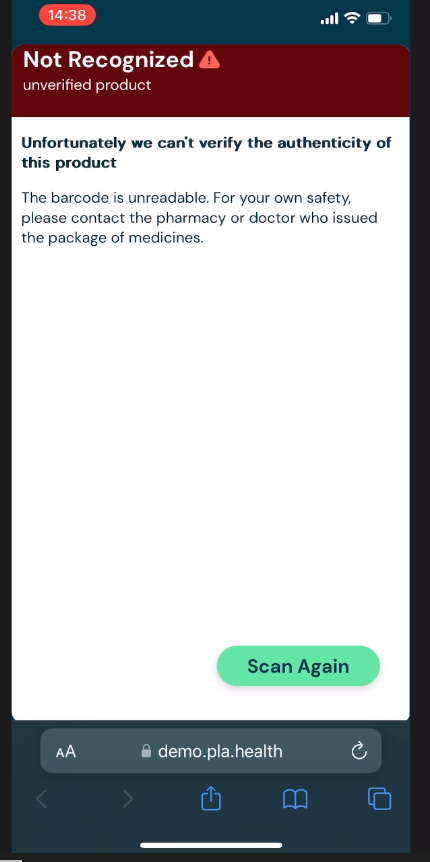 14:38
Not Recognized
unverified product
Unfortunately we can't verify the authenticity of
this product
The barcode is unreadable. For your own safety,
please contact the pharmacy or doctor who issued
the package of medicines.
Scan Again
AA demo.pla.health